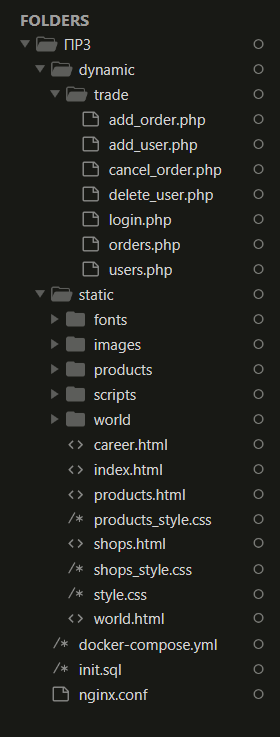 FOLDERS
ПР3
dynamic
trade
add_order.php
add_user.php
cancel_order.php
delete_user.php
login.php
orders.php
users.php
static
fonts
images
products
scripts
world
<> career.html
<> index.html
<> products.html
/* products_style.css
<> shops.html
/* shops_style.css
/* style.css
<> world.html
/* docker-compose.yml
/* init.sql
nginx.conf